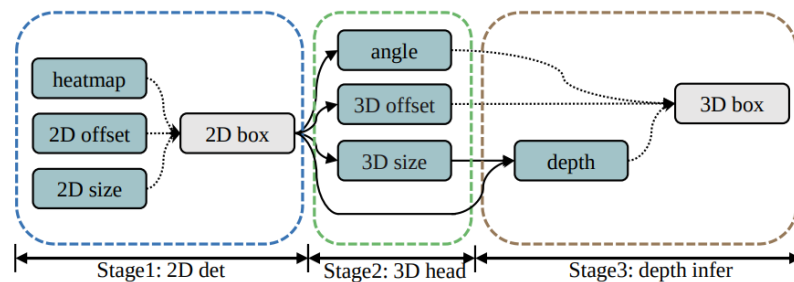 heatmap
2D offset
2D size
2D box
angle
3D offset
3D size
depth
3D box
Stage1: 2D det
Stage2: 3D head
Stage3: depth infer